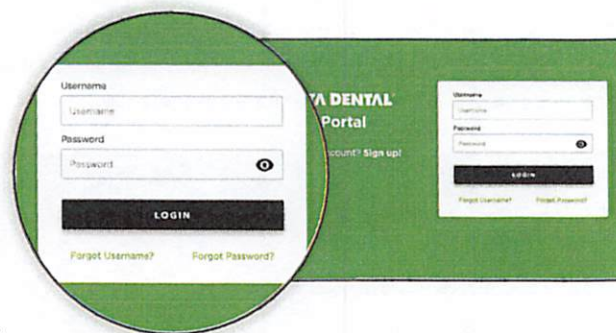 Username
Username
Password
Password
LOGIN
Forgot Username?
Forgot Password?
A DENTAL
Portal
count? Sign up!
Username
Username
Password
Password
LOGIN
Forgot Username?
Forgot Password?